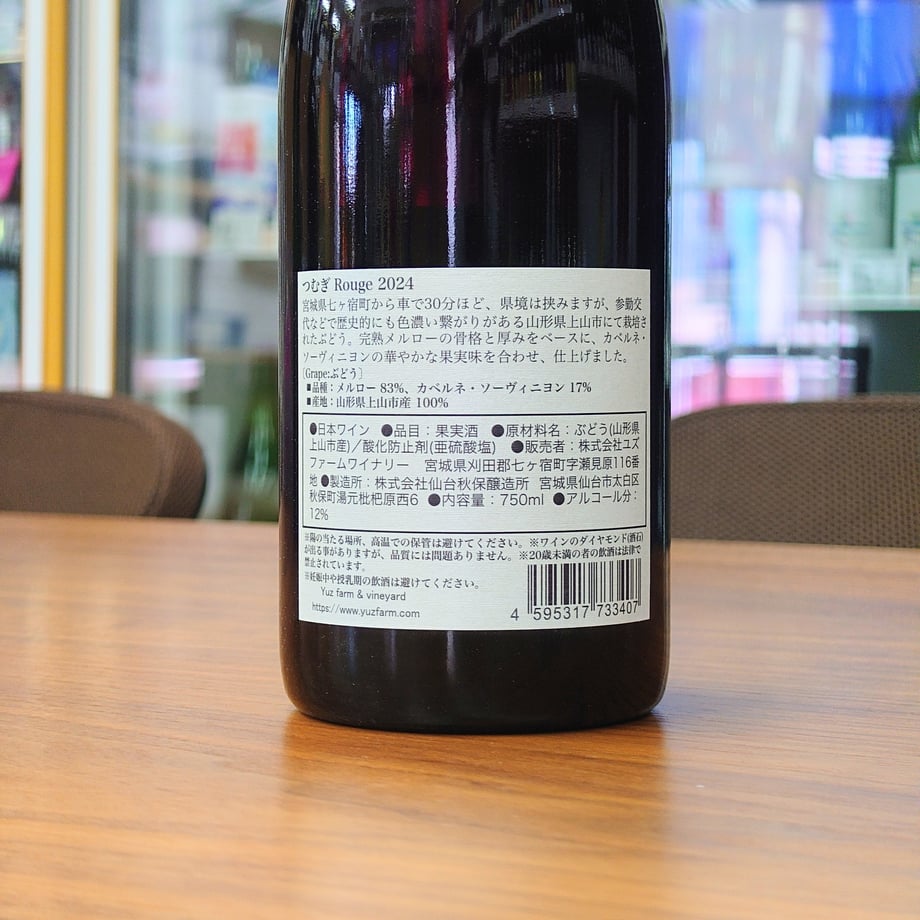 つむぎ Rouge 2024
宮城県七ヶ宿町から車で30分ほど、県境は挟みますが、参勤交
代などで歴史的にも色濃い繋がりがある山形県上山市にて栽培さ
れたぶどう。完熟メルローの骨格と厚みをベースに、カベルネ・
ソーヴィニヨンの華やかな果実味を合わせ、仕上げました。
〔Grape:ぶどう〕
■品種：メルロー 83%、カベルネ・ソーヴィニヨン 17%
■産地：山形県上山市産 100%
●日本ワイン ●品目：果実酒 ●原材料名：ぶどう(山形県
上山市産)／酸化防止剤(亜硫酸塩) ●販売者：株式会社ユズ
ファームワイナリー 宮城県刈田郡七ヶ宿町字瀬見原116番
地 ●製造所：株式会社仙台秋保醸造所 宮城県仙台市太白区
秋保町湯元枇杷原西6 ●内容量：750ml ●アルコール分：
12%
※陽の当たる場所、高温での保管は避けてください。※ワインのダイヤモンド(酒石)
が出る事がありますが、品質には問題ありません。※20歳未満の者の飲酒は法律で
禁止されています。
※妊娠中や授乳期の飲酒は避けてください。
Yuz farm & vineyard
https://www.yuzfarm.com
4 595317 733407